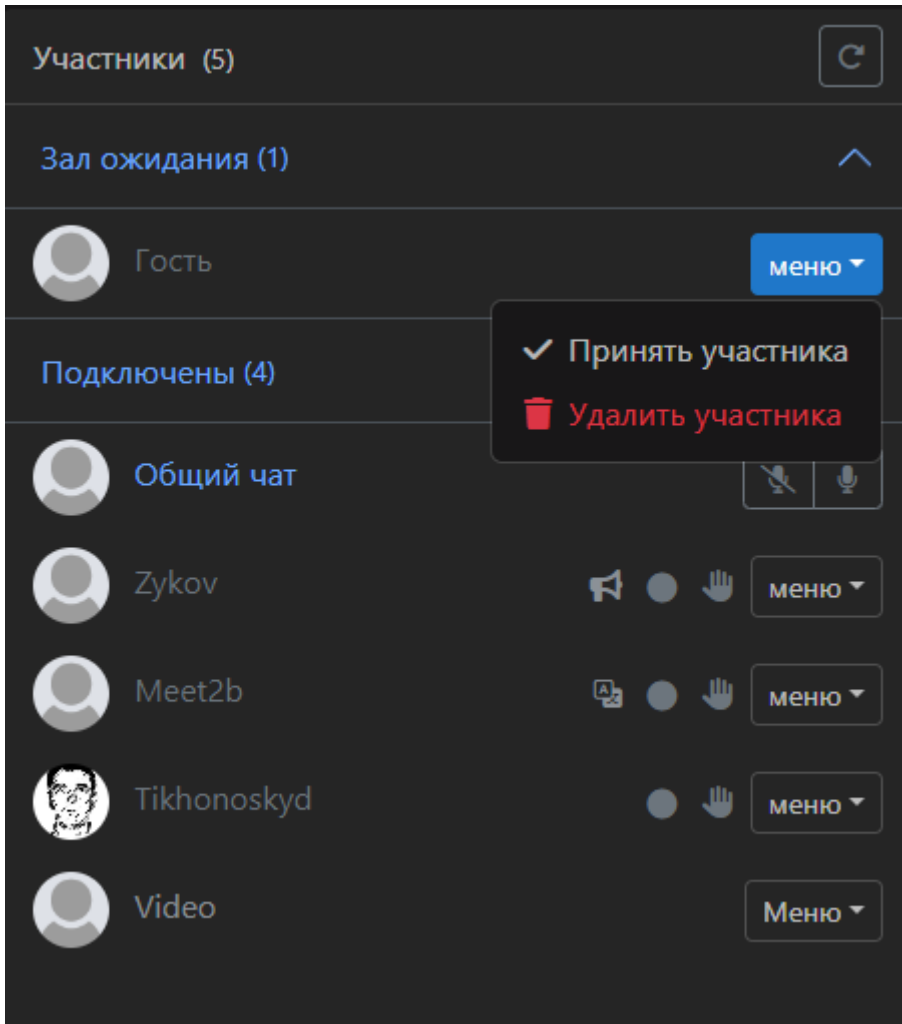 Участники (5)
Зал ожидания (1)
Гость меню
Принять участника
Подключены (4)
Удалить участника
Общий чат
Zykov меню
Meet2b меню
Tikhonoskyd меню
Video Меню